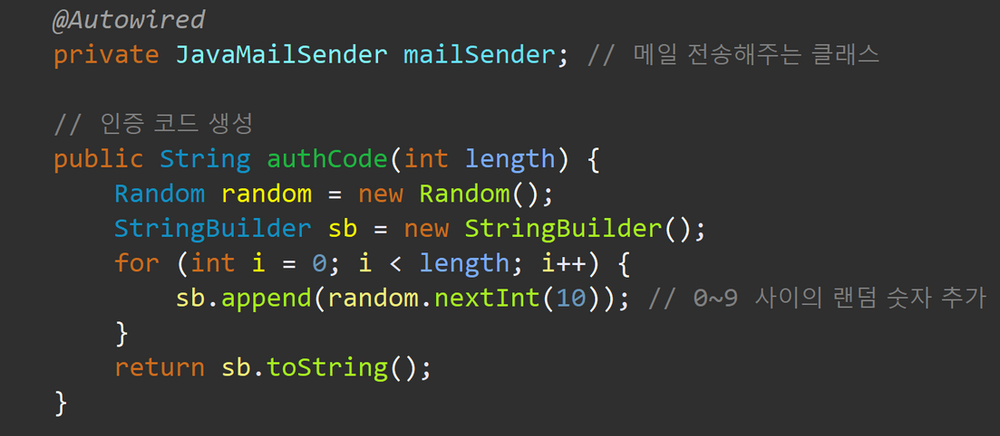 @Autowired
private JavaMailSender mailSender; // 메일 전송해주는 클래스
// 인증 코드 생성
public String authCode(int length) {
Random random = new Random();
StringBuilder sb = new StringBuilder();
for (int i = 0; i < length; i++) {
sb.append(random.nextInt(10)); // 0~9 사이의 랜덤 숫자 추가
}
return sb.toString();
}